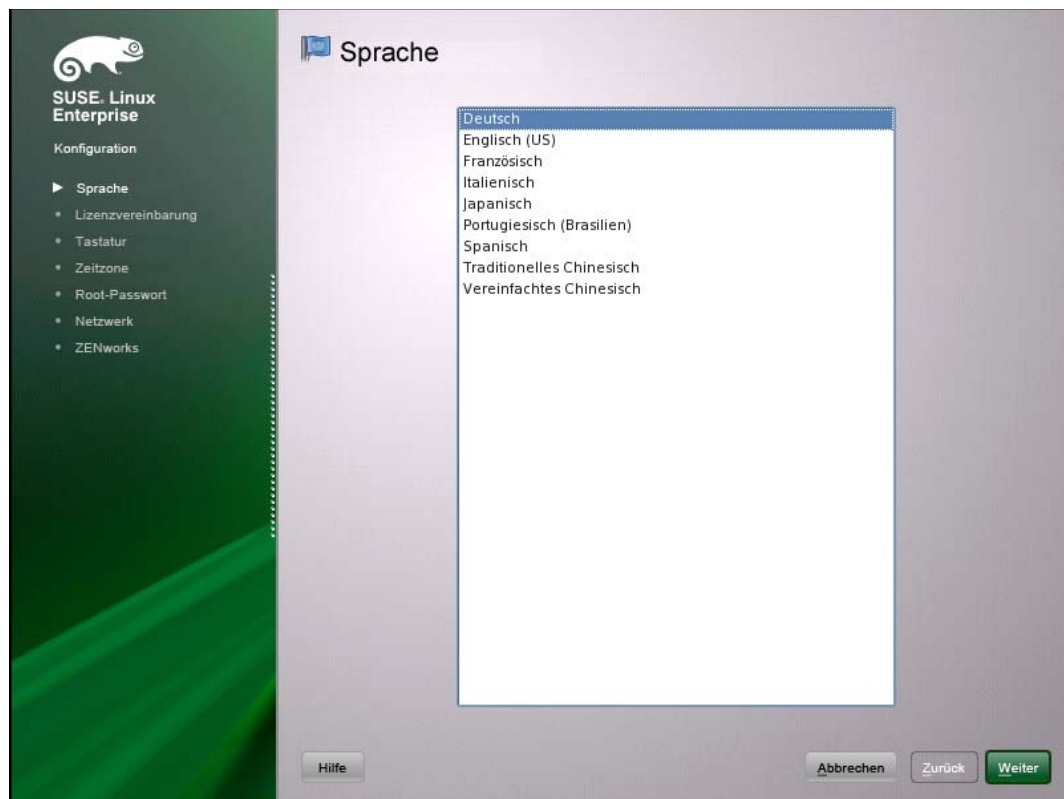 SUSE. Linux
Enterprise
Konfiguration
Sprache
Lizenzvereinbarung
Tastatur
Zeitzone
Root-Passwort
Netzwerk
ZENworks
Sprache
Deutsch
Englisch (US)
Französisch
Italienisch
Japanisch
Portugiesisch (Brasilien)
Spanisch
Traditionelles Chinesisch
Vereinfachtes Chinesisch
Hilfe
Abbrechen
Zurück
Weiter